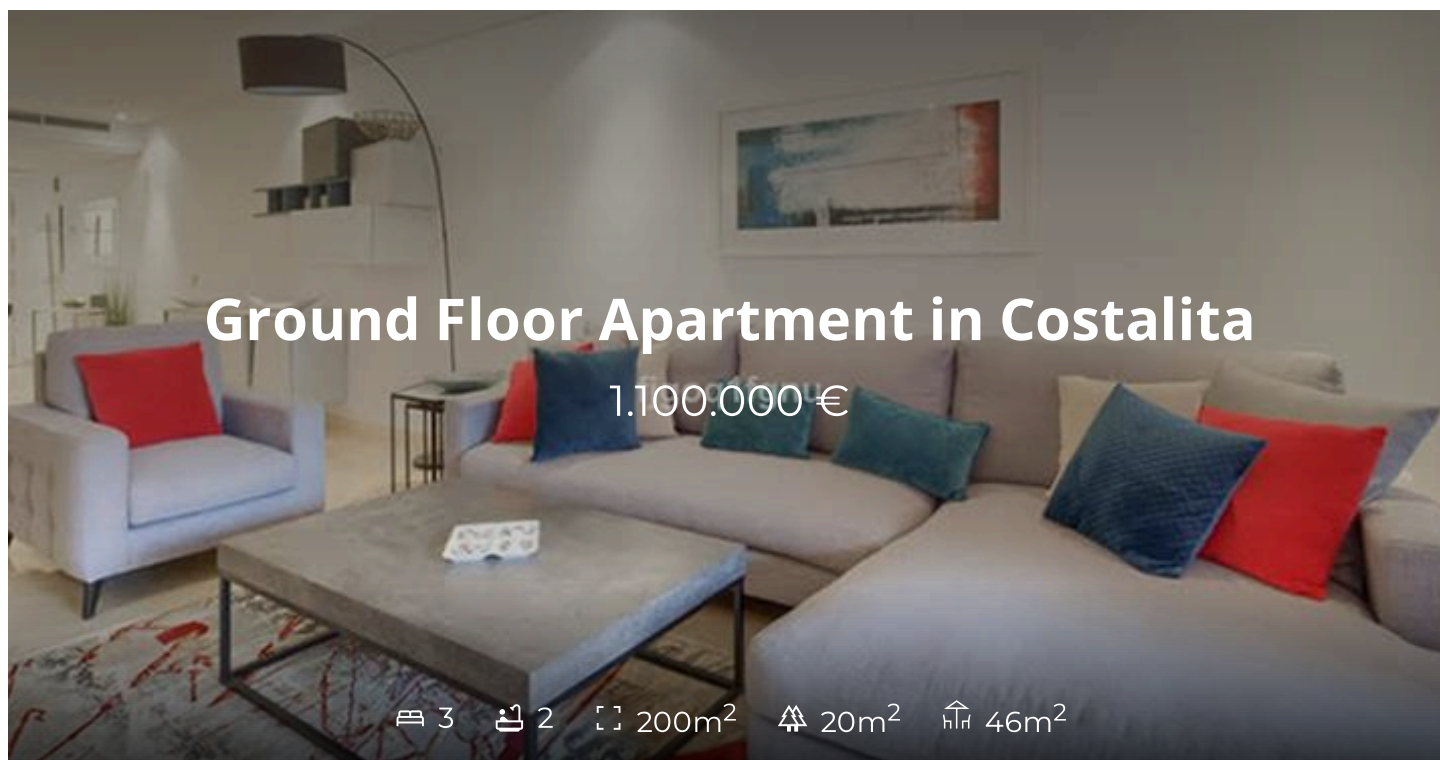 Ground Floor Apartment in Costalita
1.100.000 €
3 2 200m² 20m² 46m²